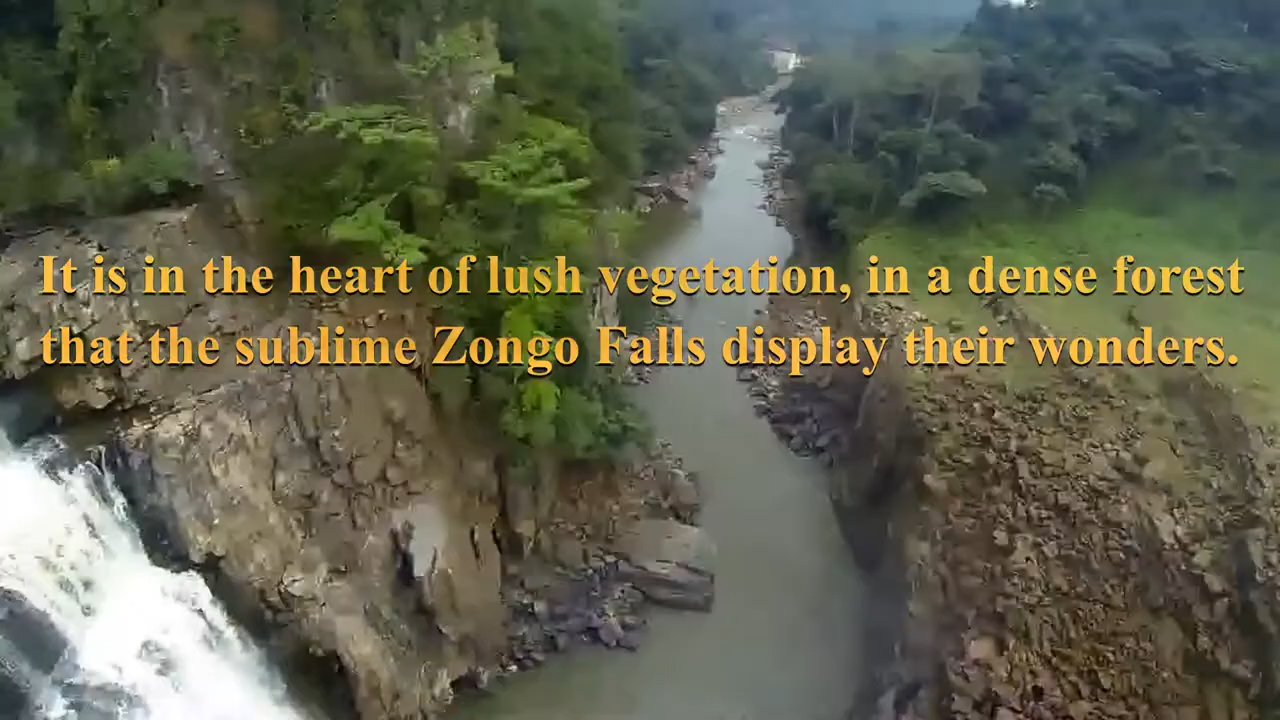 It is in the heart of lush vegetation, in a dense forest
that the sublime Zongo Falls display their wonders.